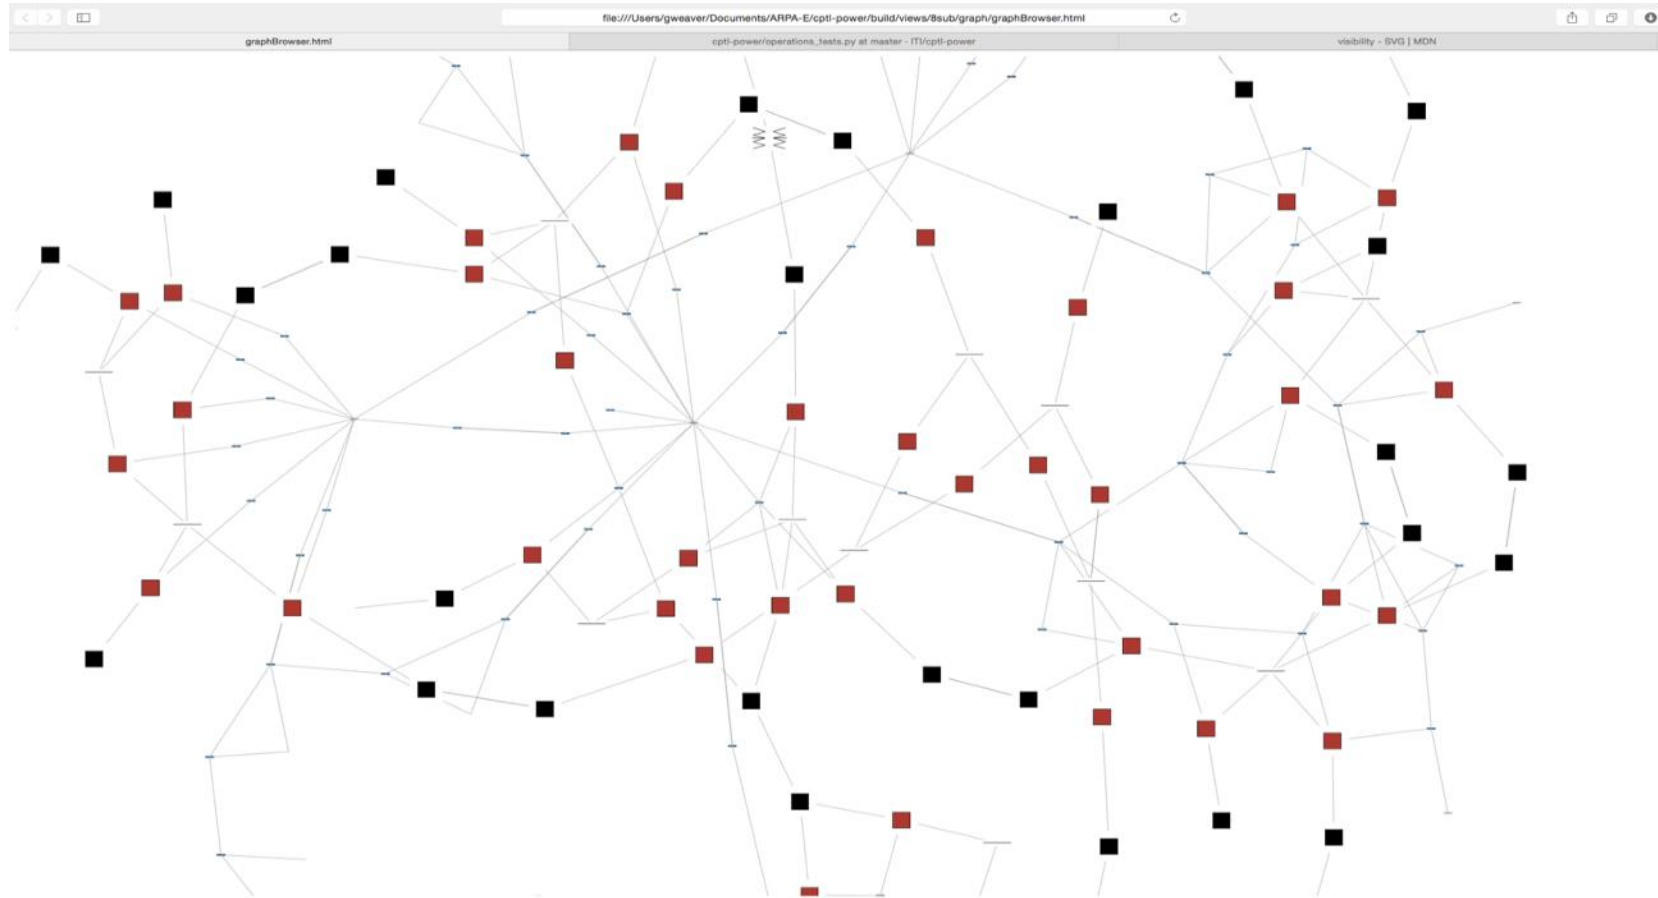 file:///Users/gweaver/Documents/ARPA-E/cptl-power/build/views/8sub/graph/graphBrowser.html
graphBrowser.html
cptl-power/operations_tests.py at master - ITI/cptl-power
visibility - SVG | MDN